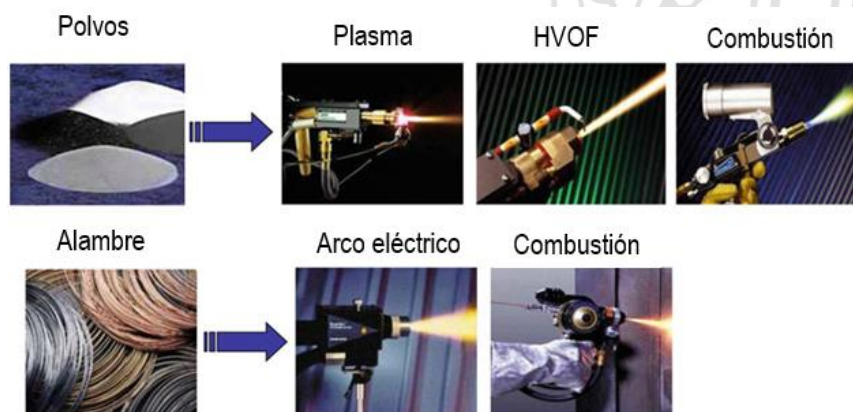 Polvos
Plasma
HVOF
Combustión
Alambre
Arco eléctrico
Combustión